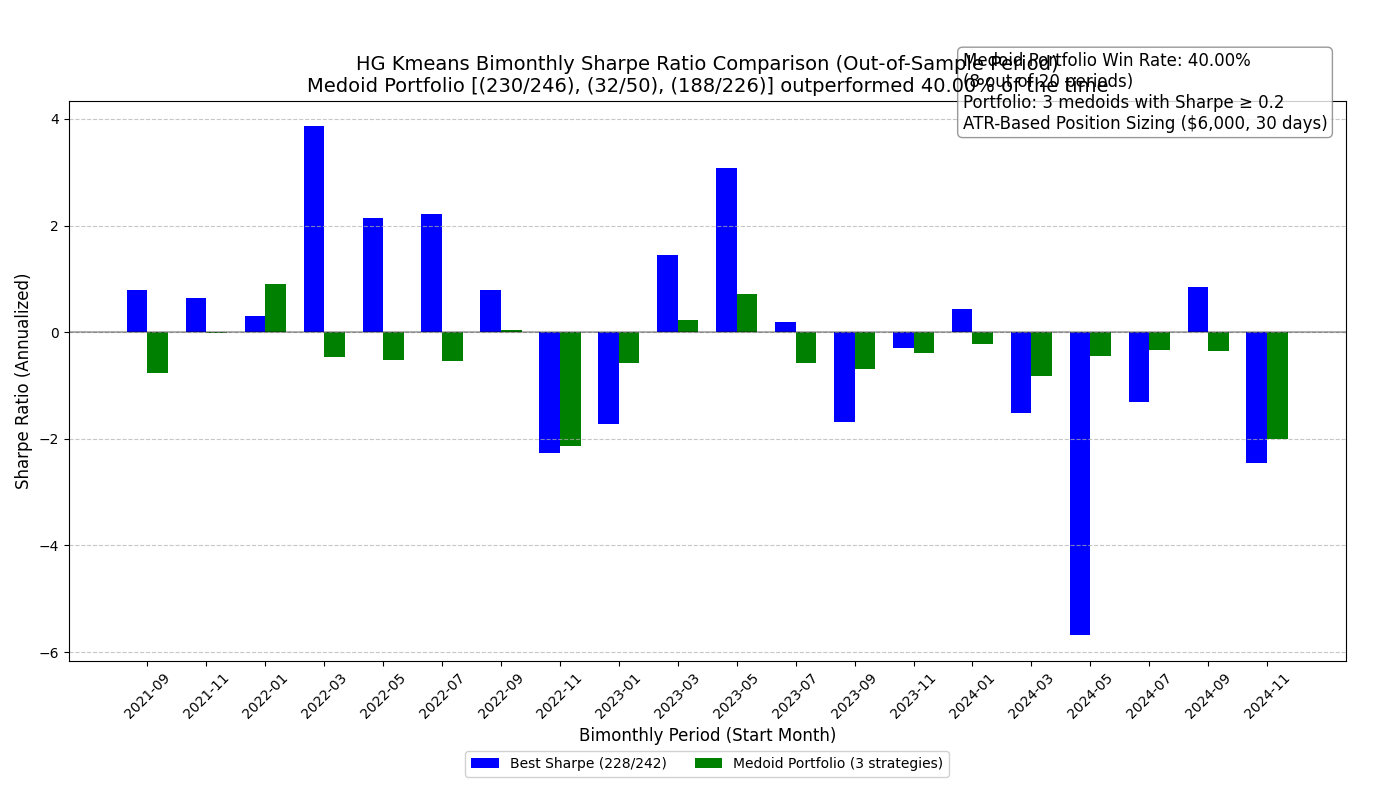 HG Kmeans Bimonthly Sharpe Ratio Comparison (Out-of-Sample Period)
Medoid Portfolio [(230/246), (32/50), (188/226)] outperformed 40.00% of the time
Medoid Portfolio Win Rate: 40.00%
(8 out of 20 periods)
Portfolio: 3 medoids with Sharpe ≥ 0.2
ATR-Based Position Sizing ($6,000, 30 days)
Sharpe Ratio (Annualized)
4
2
0
−2
−4
−6
2021-09
2021-11
2022-01
2022-03
2022-05
2022-07
2022-09
2022-11
2023-01
2023-03
2023-05
2023-07
2023-09
2023-11
2024-01
2024-03
2024-05
2024-07
2024-09
2024-11
Bimonthly Period (Start Month)
Best Sharpe (228/242)
Medoid Portfolio (3 strategies)